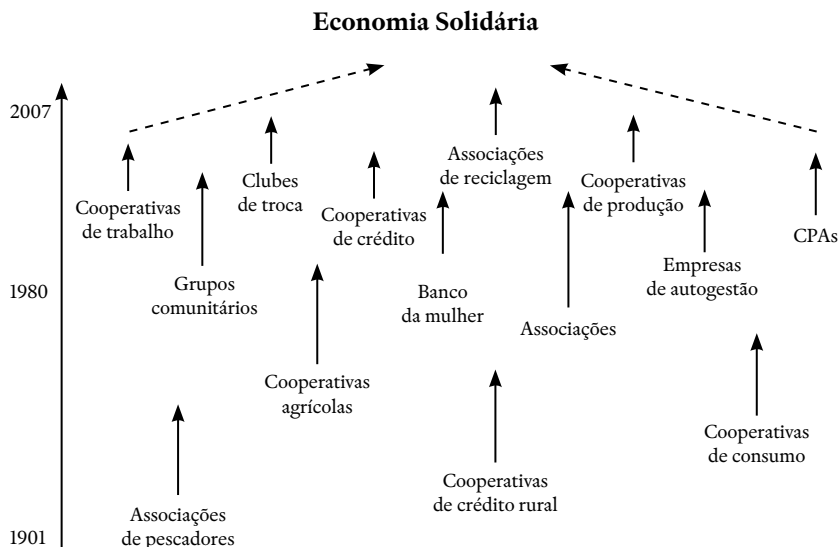 Economia Solidária
2007
Associações
de reciclagem
Clubes
de troca
Cooperativas
de produção
Cooperativas
de trabalho
Cooperativas
de crédito
CPAs
Grupos
comunitários
1980
Banco
da mulher
Empresas
de autogestão
Associações
Cooperativas
agrícolas
Cooperativas
de consumo
Cooperativas
de crédito rural
Associações
de pescadores
1901